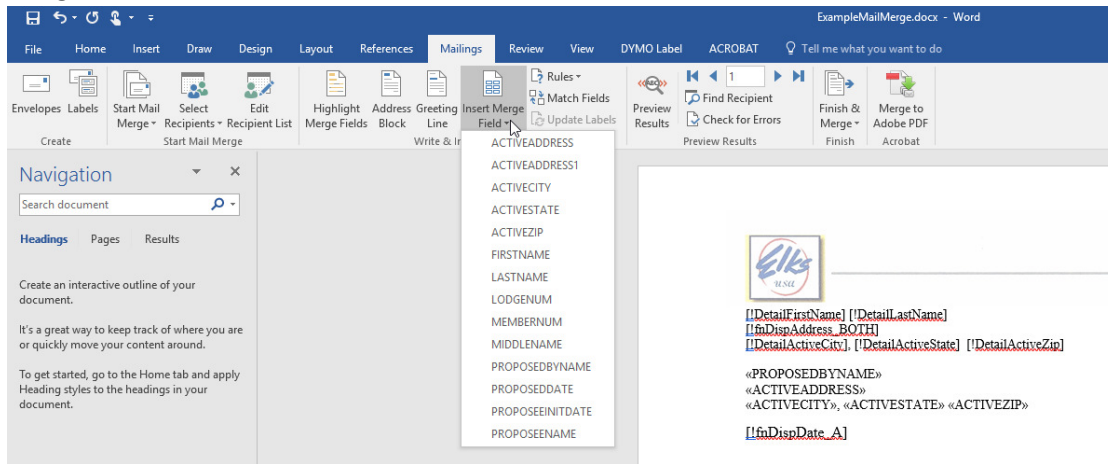 ExampleMailMerge.docx - Word
File Home Insert Draw Design Layout References Mailings Review View DYMO Label ACROBAT Tell me what you want to do
Envelopes Labels Start Mail Merge Select Recipients Edit Recipient List Highlight Merge Fields Address Block Greeting Line Insert Merge Field
Rules
Match Fields
Update Labels
Preview Results
1
Find Recipient
Check for Errors
Finish & Merge
Merge to Adobe PDF
Create Start Mail Merge Write & In Preview Results Finish Acrobat
Navigation
Search document
Headings Pages Results
Create an interactive outline of your
document.
It's a great way to keep track of where you are
or quickly move your content around.
To get started, go to the Home tab and apply
Heading styles to the headings in your
document.
ACTIVEADDRESS
ACTIVEADDRESS1
ACTIVECITY
ACTIVESTATE
ACTIVEZIP
FIRSTNAME
LASTNAME
LODGENUM
MEMBERNUM
MIDDLENAME
PROPOSEDBYNAME
PROPOSEDDATE
PROPOSEEINITDATE
PROPOSEENAME
Elks
USA
[!DetailFirstName] [!DetailLastName]
[!fnDispAddress_BOTH]
[!DetailActiveCity], [!DetailActiveState] [!DetailActiveZip]
«PROPOSEDBYNAME»
«ACTIVEADDRESS»
«ACTIVECITY», «ACTIVESTATE» «ACTIVEZIP»
[!fnDispDate_A]